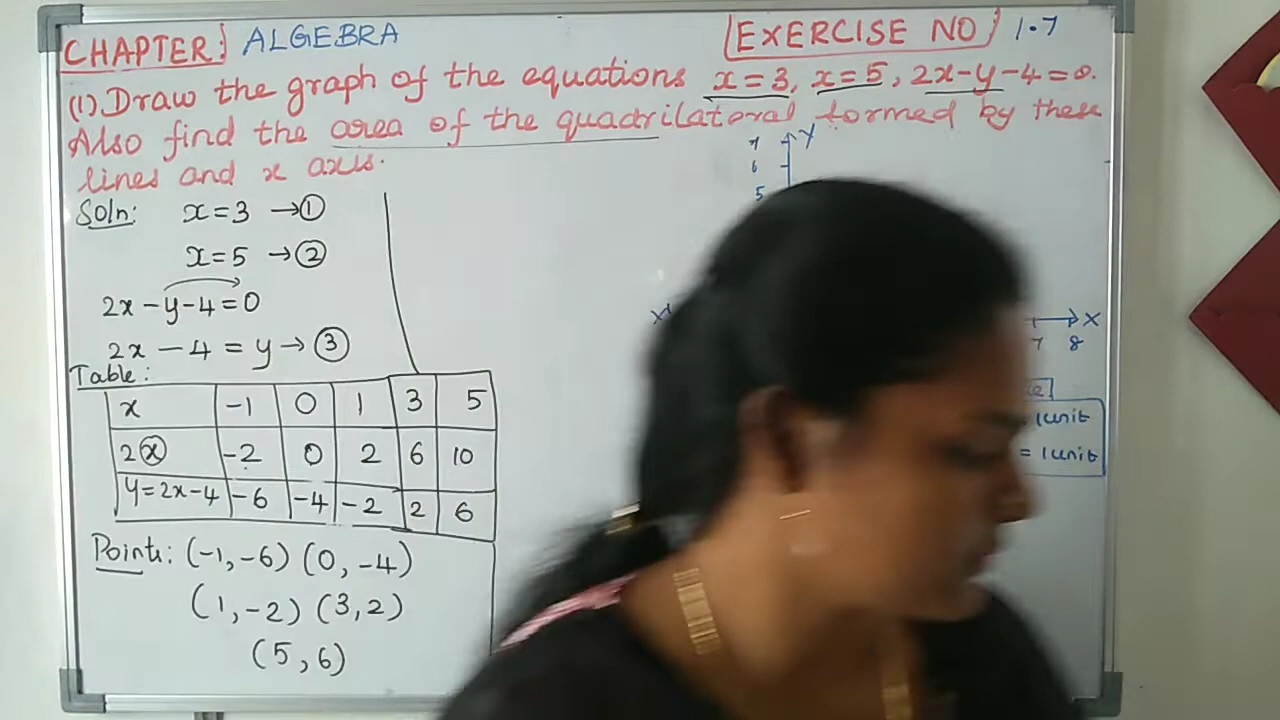 CHAPTER: ALGEBRA
EXERCISE NO 1.7
(1).Draw the graph of the equations x=3, x=5, 2x-y-4=0.
Also find the area of the quadrilateral formed by these
lines and x axis.
Soln: x=3 →①
x=5 →②
2x-y-4=0
2x-4=y→③
Table:
x -1 0 1 3 5
2ⓧ -2 0 2 6 10
y=2x-4 -6 -4 -2 2 6
Points: (-1,-6) (0,-4)
(1,-2) (3,2)
(5,6)
Y
7
6
5
X'
X
7 8
1unit
= 1unit